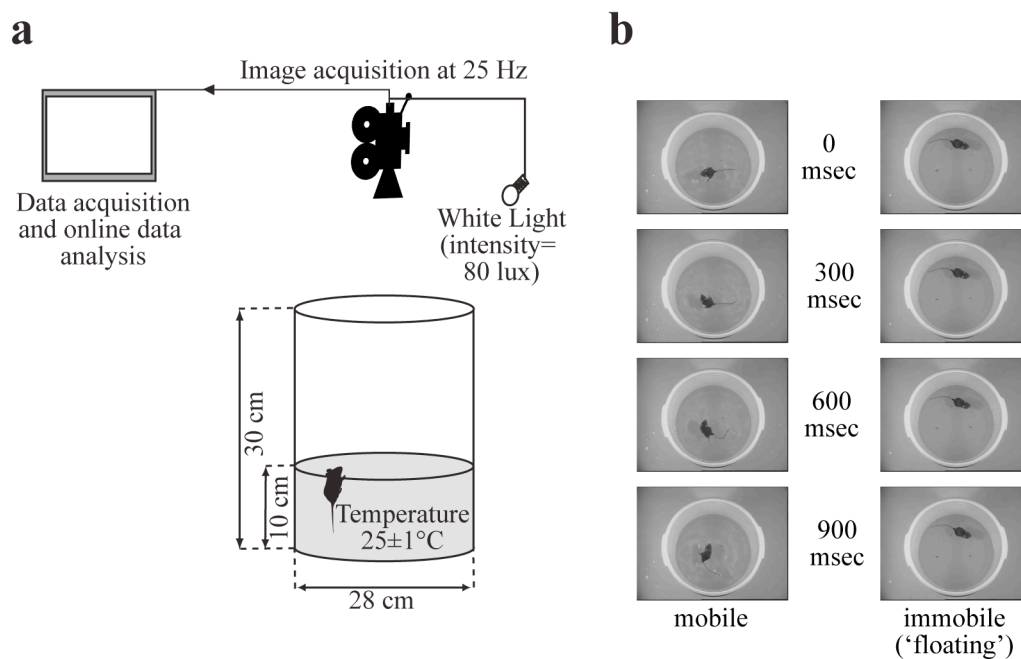 a
Image acquisition at 25 Hz
Data acquisition
and online data
analysis
White Light
(intensity=
80 lux)
30 cm
10 cm
Temperature
25±1°C
28 cm
b
0
msec
300
msec
600
msec
900
msec
mobile
immobile
(‘floating’)